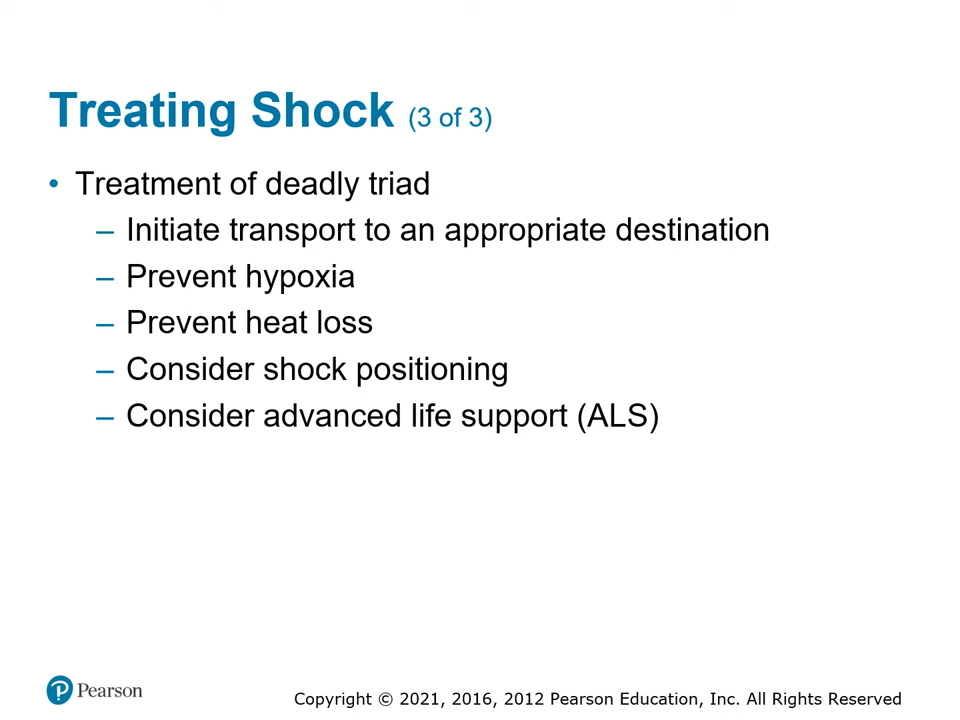 Treating Shock (3 of 3)
• Treatment of deadly triad
– Initiate transport to an appropriate destination
– Prevent hypoxia
– Prevent heat loss
– Consider shock positioning
– Consider advanced life support (ALS)
Pearson
Copyright © 2021, 2016, 2012 Pearson Education, Inc. All Rights Reserved